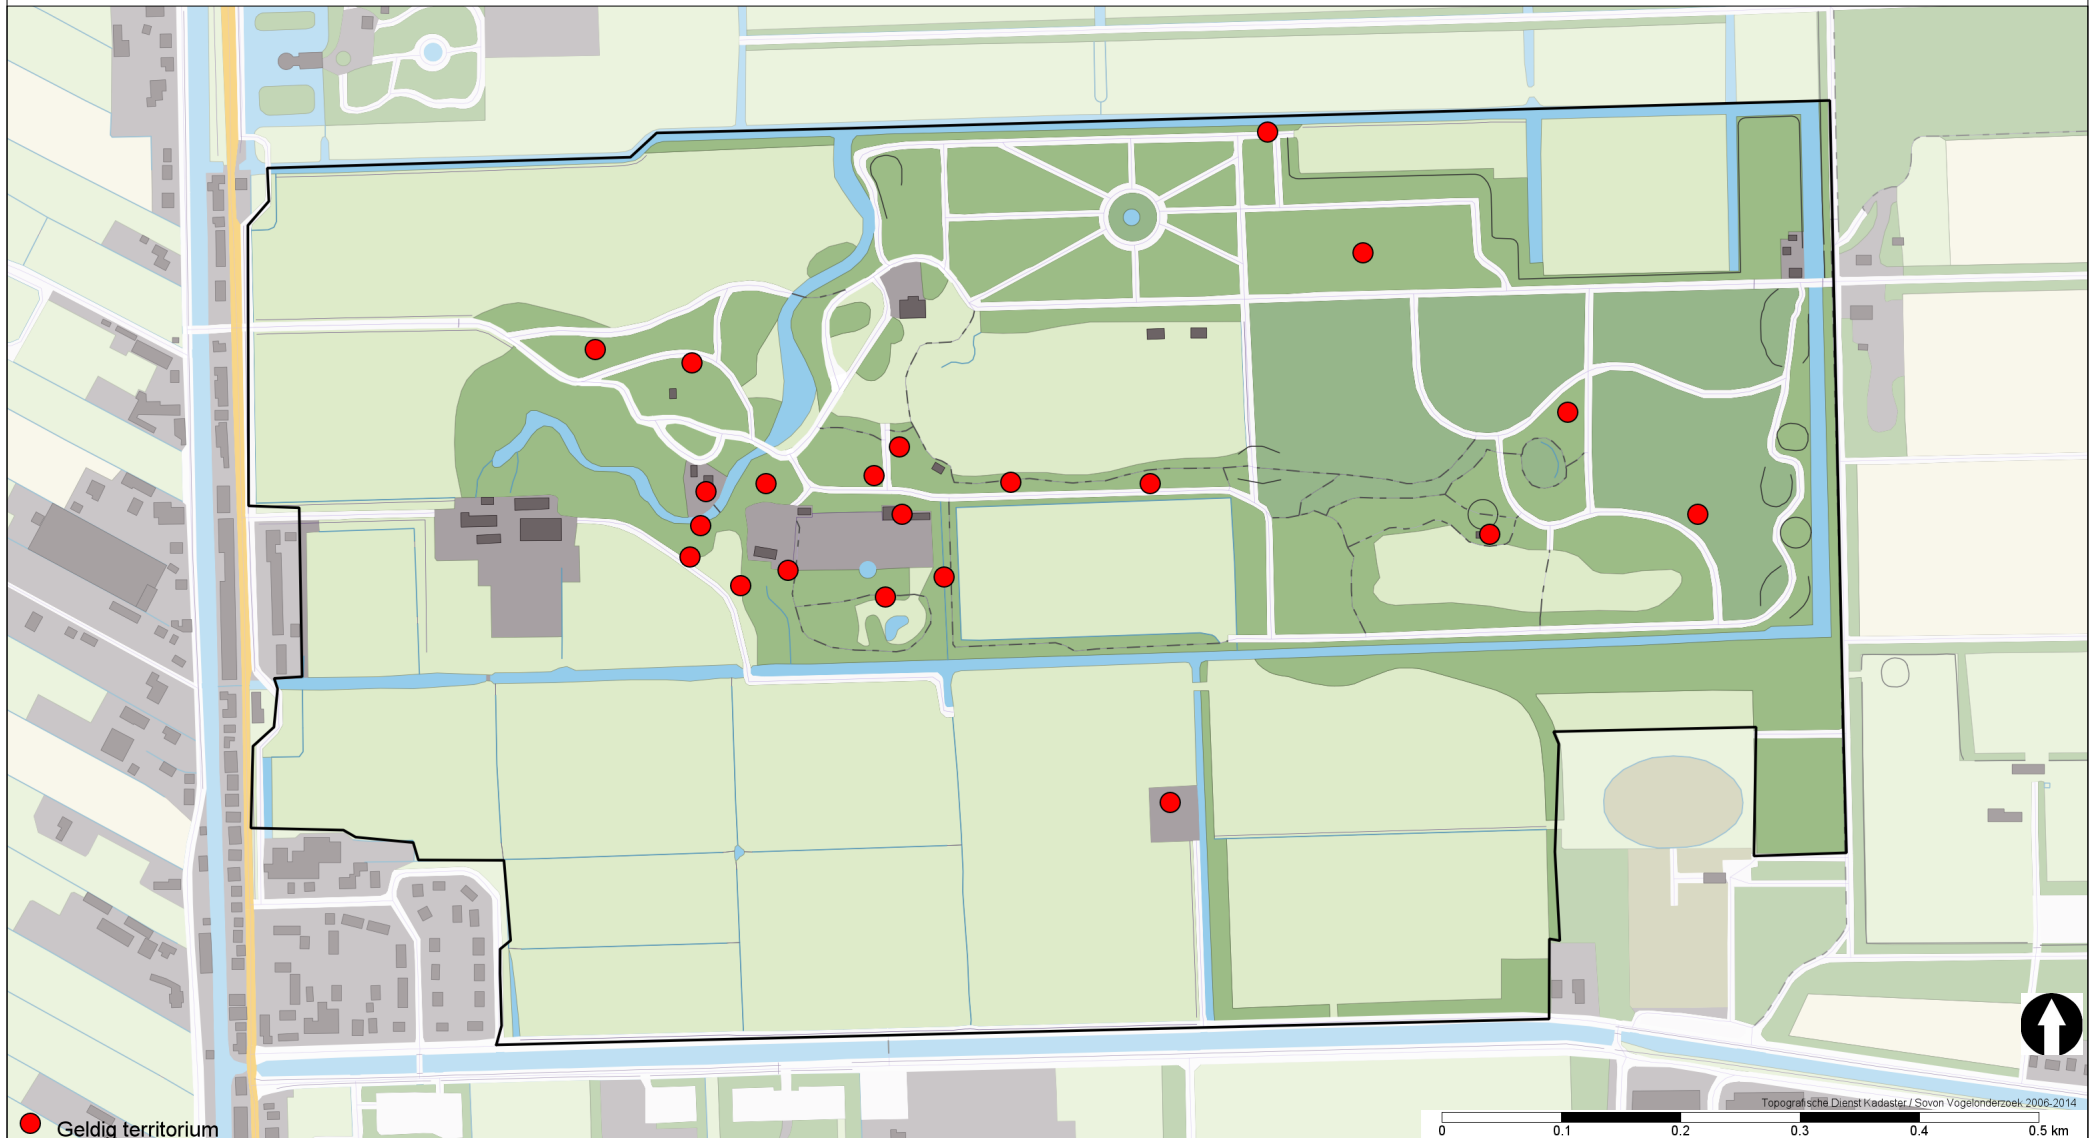 Topografische Dienst Kadaster / Sovon Vogelonderzoek 2006-2014
Geldig territorium
0 0.1 0.2 0.3 0.4 0.5 km